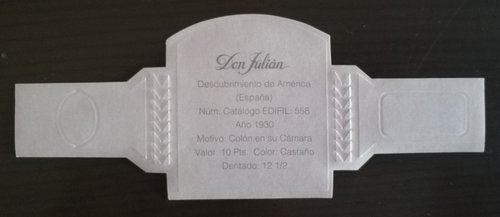 Don Julián
Descubrimiento de América
(España)
Núm. Catálogo EDIFIL: 558
Año 1930
Motivo: Colón en su Cámara
Valor: 10 Pts. Color: Castaño
Dentado: 12 1/2